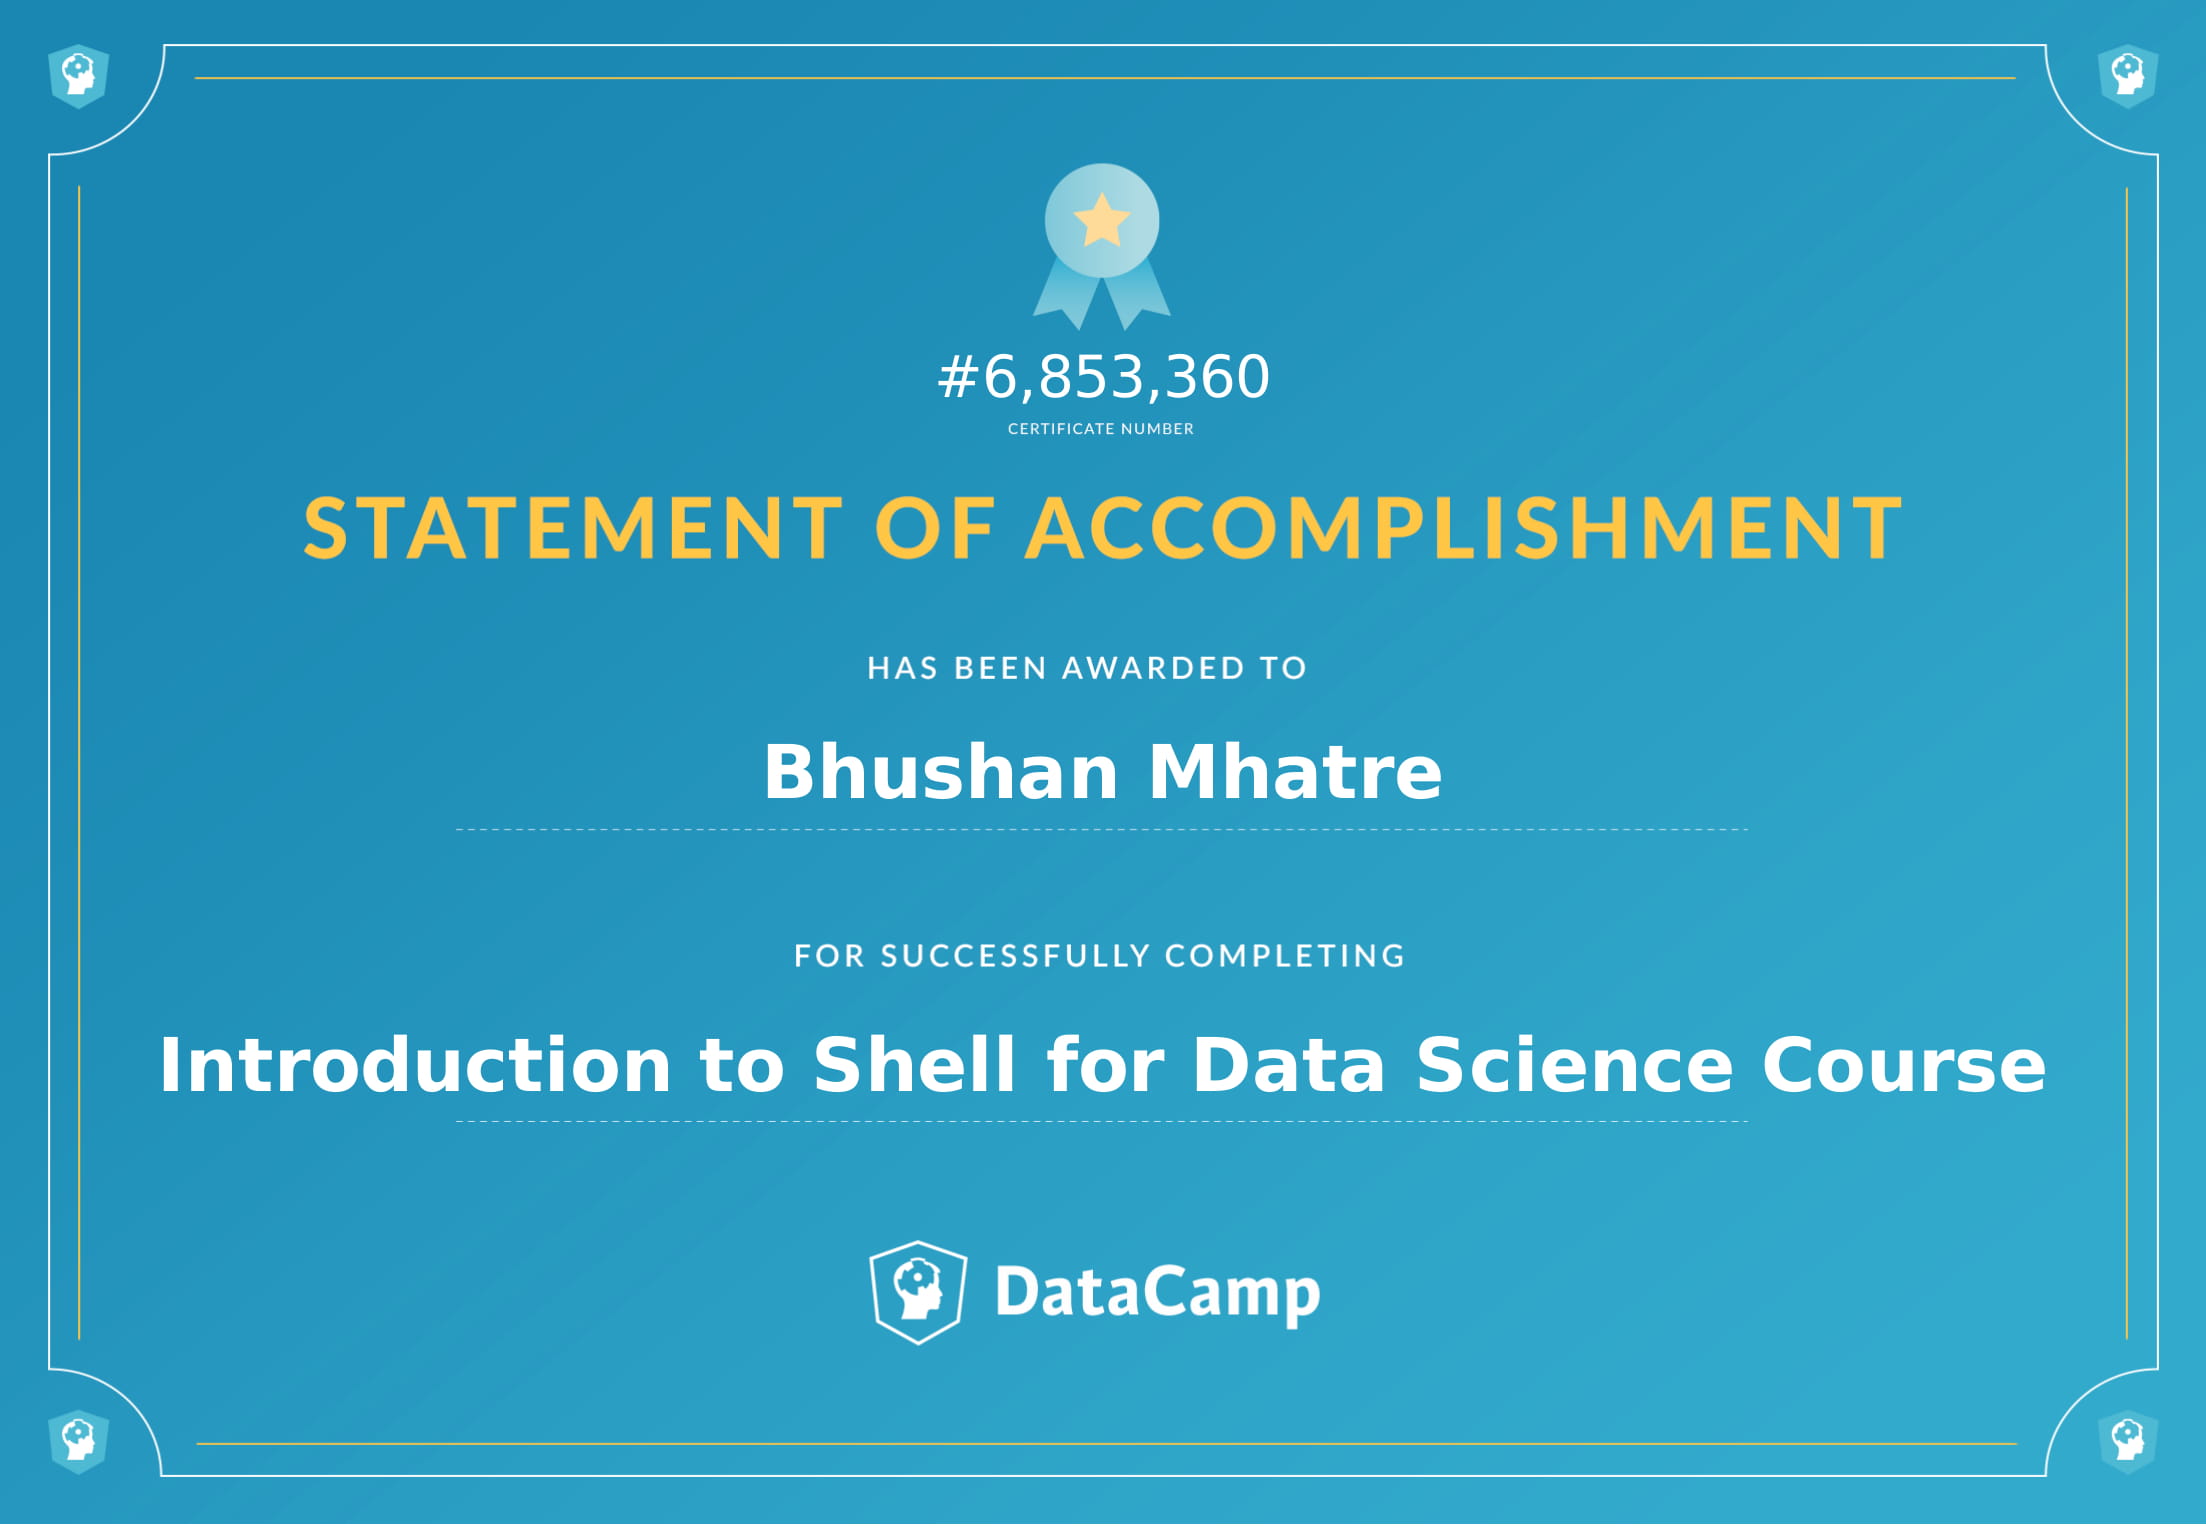 #6,853,360
CERTIFICATE NUMBER
STATEMENT OF ACCOMPLISHMENT
HAS BEEN AWARDED TO
Bhushan Mhatre
FOR SUCCESSFULLY COMPLETING
Introduction to Shell for Data Science Course
DataCamp